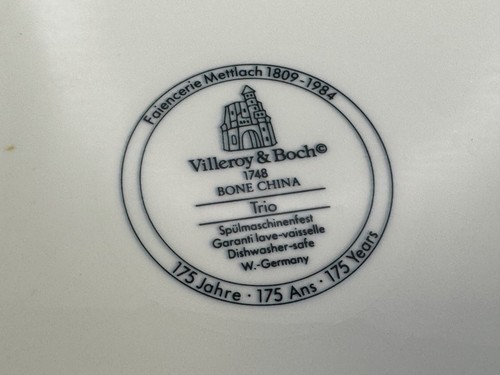 Faiencerie Mettlach 1809-1984
Villeroy & Boch©
1748
BONE CHINA
Trio
Spülmaschinenfest
Garanti lave-vaisselle
Dishwasher-safe
W.-Germany
175 Jahre · 175 Ans · 175 Years